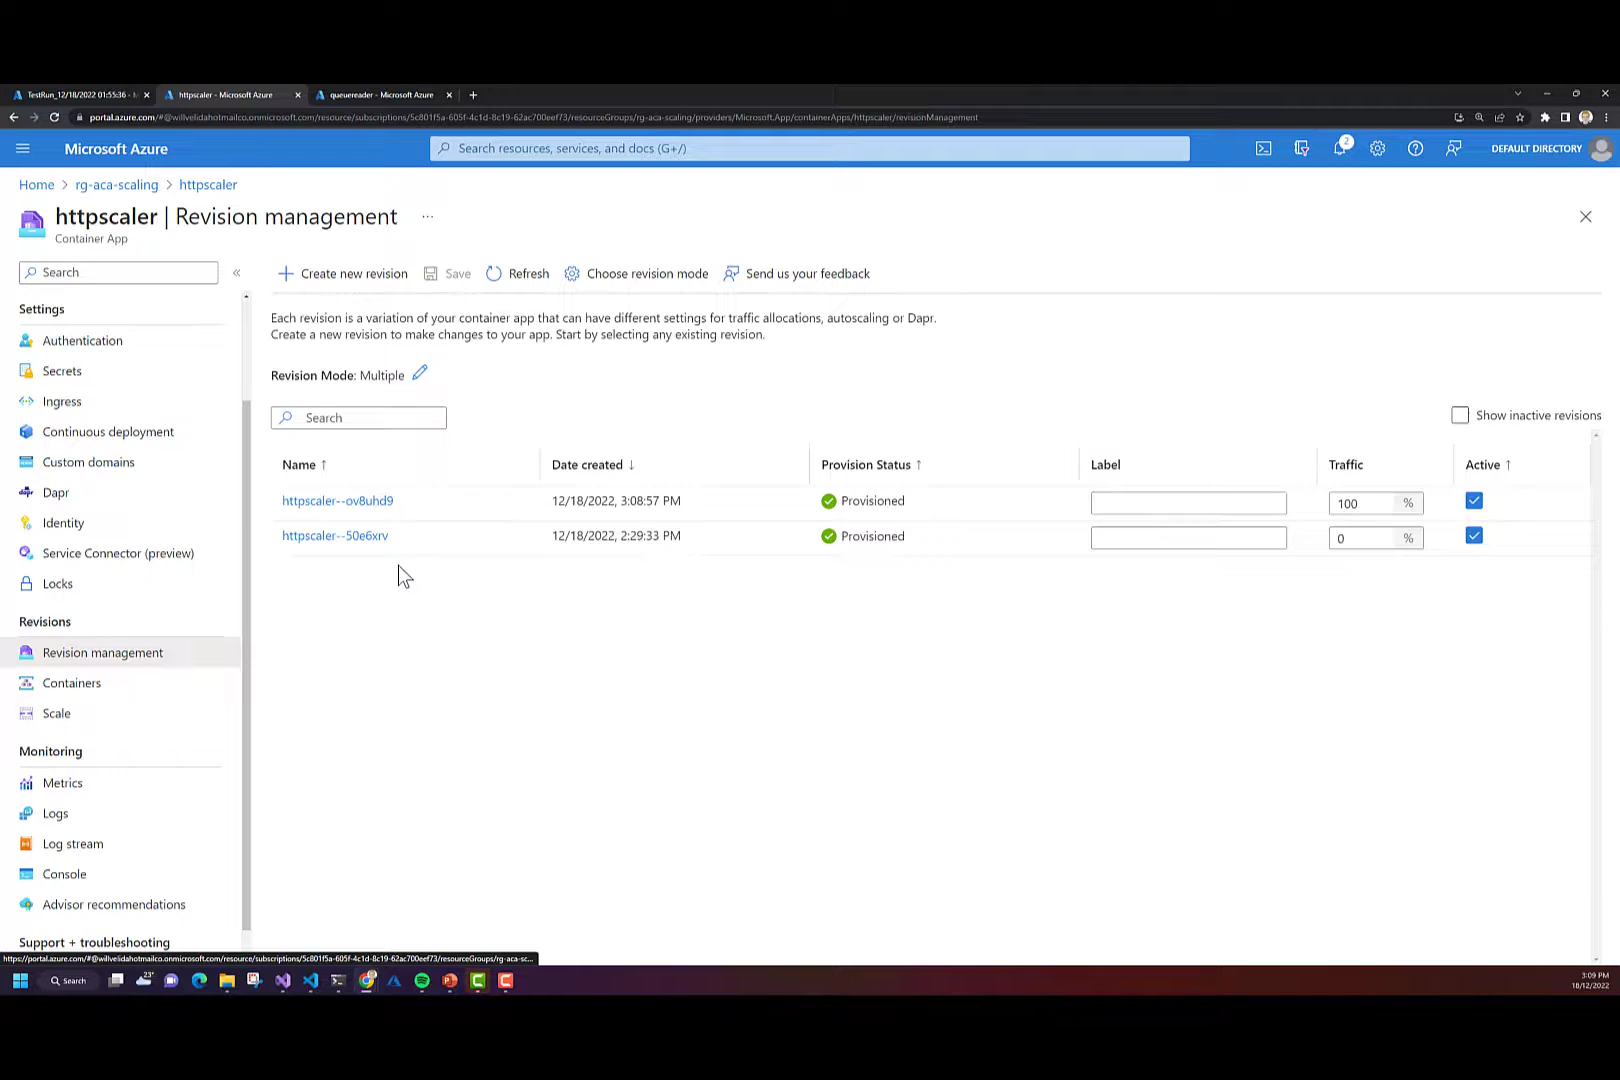 TestRun_12/18/2022 01:55:36 - M
httpscaler - Microsoft Azure
queuereader - Microsoft Azure
portal.azure.com/#@willvelidahotmailco.onmicrosoft.com/resource/subscriptions/5c801f5a-605f-4c1d-8c19-62ac700eef73/resourceGroups/rg-aca-scaling/providers/Microsoft.App/containerApps/httpscaler/revisionManagement
Microsoft Azure
Search resources, services, and docs (G+/)
2
DEFAULT DIRECTORY
Home > rg-aca-scaling > httpscaler
httpscaler | Revision management ...
Container App
Search
Create new revision
Save
Refresh
Choose revision mode
Send us your feedback
Settings
Authentication
Secrets
Ingress
Continuous deployment
Custom domains
dapr
Dapr
Identity
Service Connector (preview)
Locks
Revisions
Revision management
Containers
Scale
Monitoring
Metrics
Logs
Log stream
Console
Advisor recommendations
Support + troubleshooting
Each revision is a variation of your container app that can have different settings for traffic allocations, autoscaling or Dapr.
Create a new revision to make changes to your app. Start by selecting any existing revision.
Revision Mode: Multiple
Search
Show inactive revisions
Name ↑ Date created ↓ Provision Status ↑ Label Traffic Active ↑
httpscaler--ov8uhd9 12/18/2022, 3:08:57 PM Provisioned 100 %
httpscaler--50e6xrv 12/18/2022, 2:29:33 PM Provisioned 0 %
https://portal.azure.com/#@willvelidahotmailco.onmicrosoft.com/resource/subscriptions/5c801f5a-605f-4c1d-8c19-62ac700eef73/resourceGroups/rg-aca-sc...
Search
23°
3:09 PM
18/12/2022